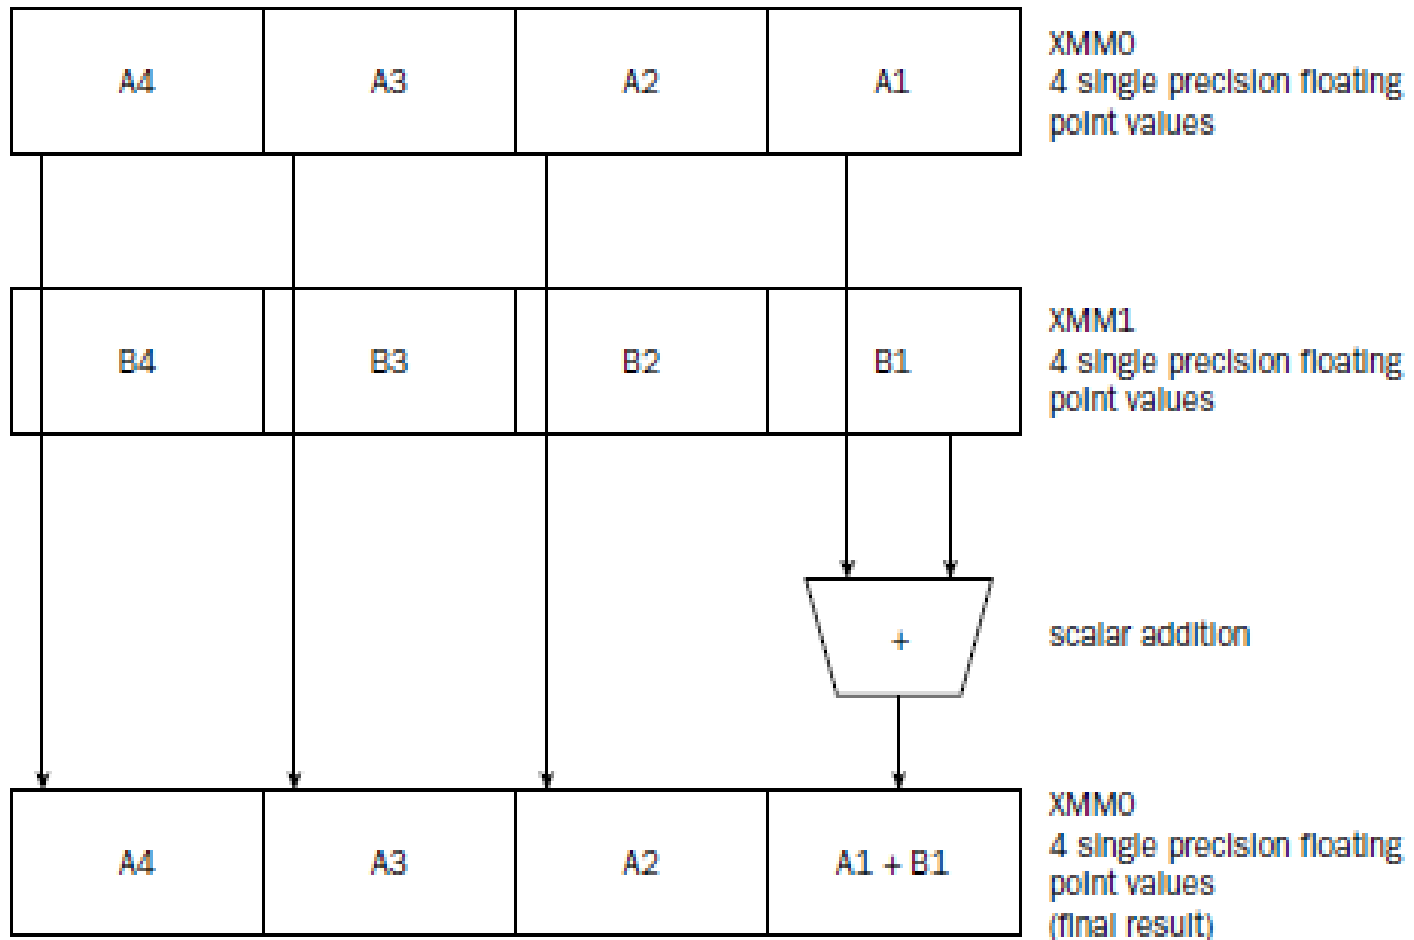 A4 A3 A2 A1
XMM0
4 single precision floating
point values
B4 B3 B2 B1
XMM1
4 single precision floating
point values
+
scalar addition
A4 A3 A2 A1 + B1
XMM0
4 single precision floating
point values
(final result)